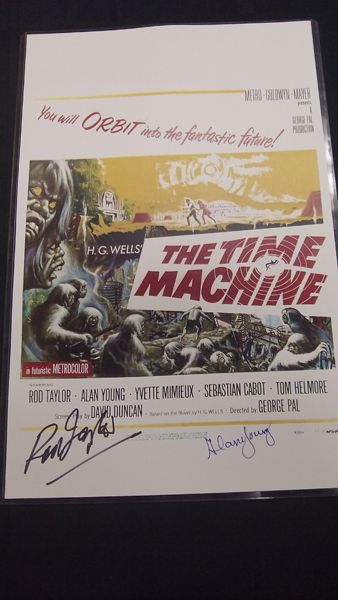 METRO - GOLDWYN - MAYER
presents
A
GEORGE PAL
PRODUCTION
You will ORBIT into the fantastic future!
H. G. WELLS'
THE TIME
MACHINE
in futuristic METROCOLOR
STARRING
ROD TAYLOR · ALAN YOUNG · YVETTE MIMIEUX · SEBASTIAN CABOT · TOM HELMORE
Screen Play by DAVID DUNCAN · Based on the Novel by H. G. WELLS · Directed by GEORGE PAL
Rod Taylor
Alan Young